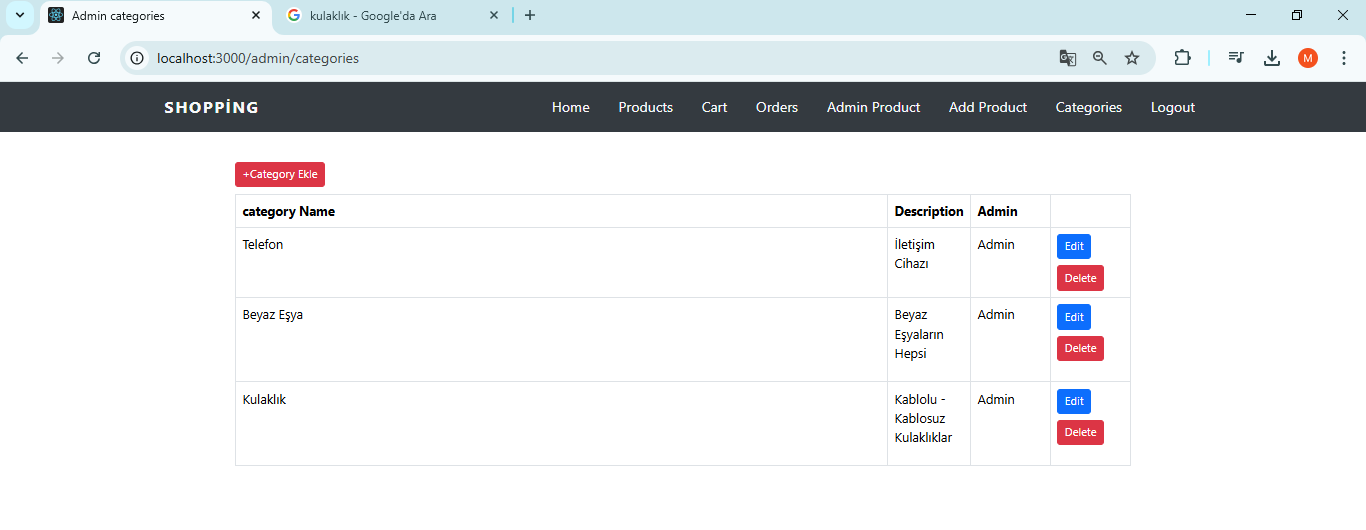 Admin categories
kulaklık - Google'da Ara
localhost:3000/admin/categories
M
SHOPPİNG
Home Products Cart Orders Admin Product Add Product Categories Logout
+Category Ekle
category Name Description Admin
Telefon İletişim Cihazı Admin Edit
Delete
Beyaz Eşya Beyaz Eşyaların Hepsi Admin Edit
Delete
Kulaklık Kablolu - Kablosuz Kulaklıklar Admin Edit
Delete